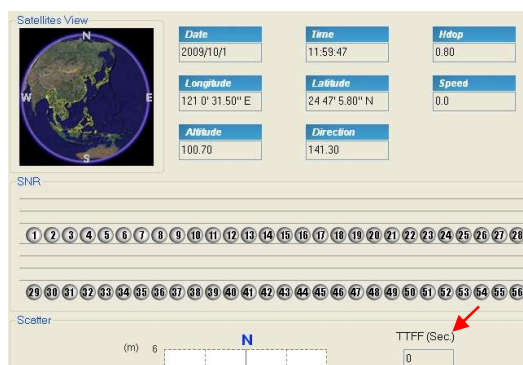 Satellites View
N
W
E
S
Date
2009/10/1
Time
11:59:47
Hdop
0.80
Longitude
121 0' 31.50" E
Latitude
24 47' 5.80" N
Speed
0.0
Altitude
100.70
Direction
141.30
SNR
1 2 3 4 5 6 7 8 9 10 11 12 13 14 15 16 17 18 19 20 21 22 23 24 25 26 27 28
29 30 31 32 33 34 35 36 37 38 39 40 41 42 43 44 45 46 47 48 49 50 51 52 53 54 55 56
Scatter
(m) 6
N
TTFF (Sec.)
0